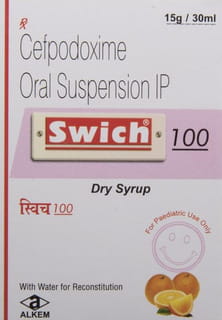 15g / 30ml
Rx
Cefpodoxime
Oral Suspension IP
Swich® 100
Dry Syrup
स्विच 100
For Paediatric Use Only
With Water for Reconstitution
ALKEM